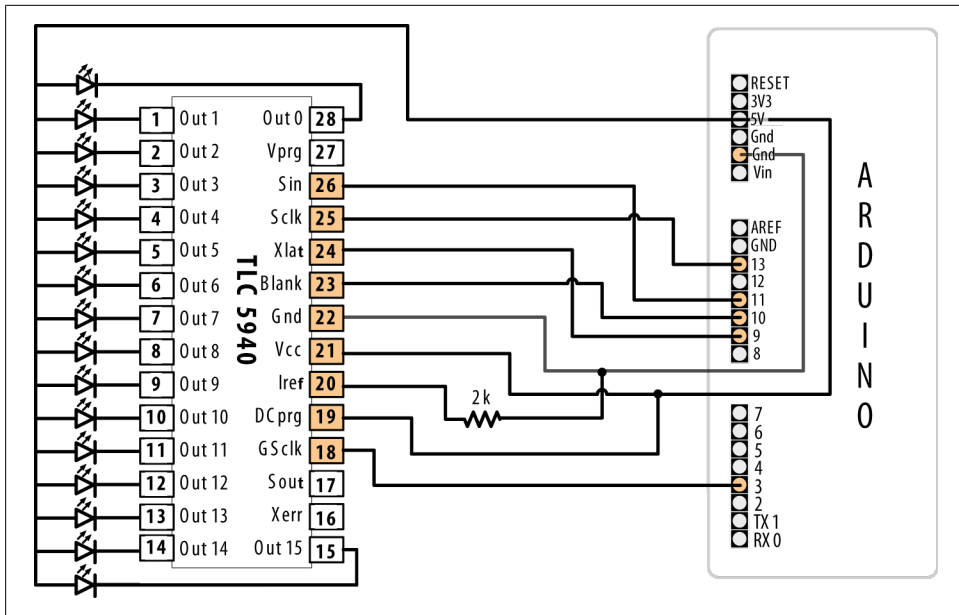 1 Out 1 Out 0 28
2 Out 2 Vprg 27
3 Out 3 Sin 26
4 Out 4 Sclk 25
5 Out 5 Xlat 24
6 Out 6 Blank 23
7 Out 7 Gnd 22
8 Out 8 Vcc 21
9 Out 9 Iref 20
10 Out 10 DCprg 19
11 Out 11 GSclk 18
12 Out 12 Sout 17
13 Out 13 Xerr 16
14 Out 14 Out 15 15
TLC 5940
2k
RESET
3V3
5V
Gnd
Gnd
Vin
AREF
GND
13
12
11
10
9
8
7
6
5
4
3
2
TX 1
RX 0
ARDUINO